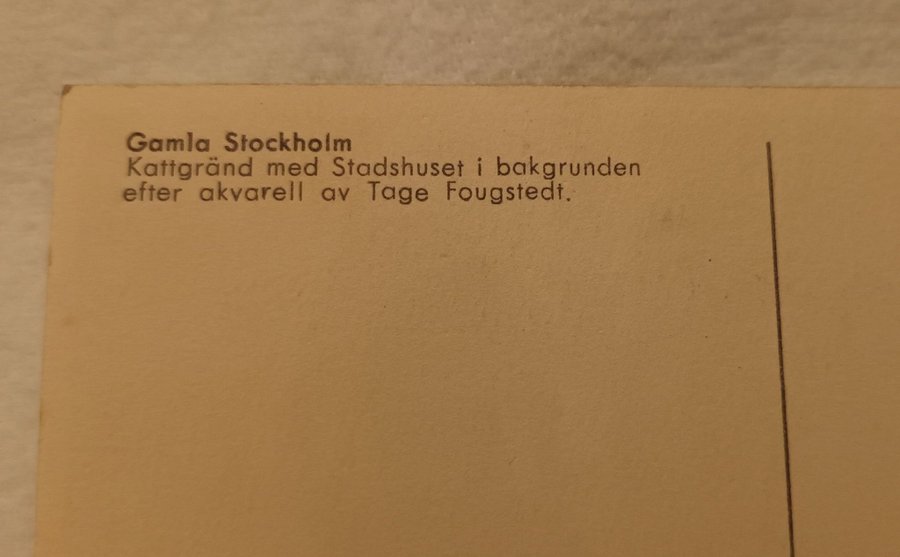 Gamla Stockholm
Kattgränd med Stadshuset i bakgrunden
efter akvarell av Tage Fougstedt.